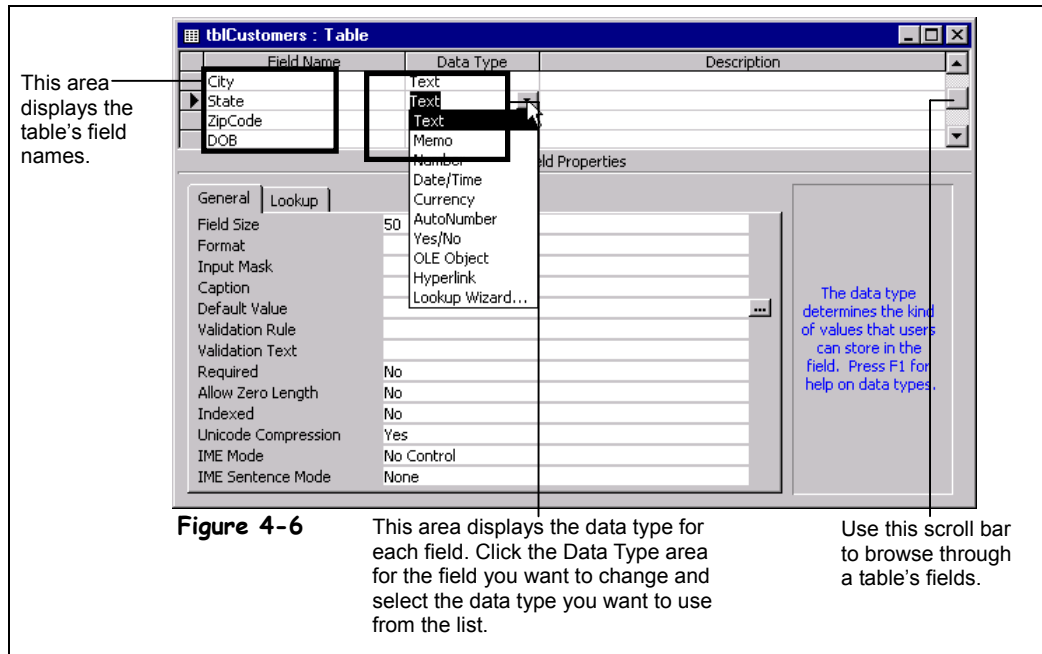 tblCustomers : Table
Field Name Data Type Description
City Text
State Text
ZipCode Text
DOB Memo
Number
Date/Time
Currency
AutoNumber
Yes/No
OLE Object
Hyperlink
Lookup Wizard...
This area
displays the
table's field
names.
Properties
General Lookup
Field Size 50
Format
Input Mask
Caption
Default Value ...
Validation Rule
Validation Text
Required No
Allow Zero Length No
Indexed No
Unicode Compression Yes
IME Mode No Control
IME Sentence Mode None
The data type
determines the kind
of values that users
can store in the
field. Press F1 for
help on data types.
Figure 4-6
This area displays the data type for
each field. Click the Data Type area
for the field you want to change and
select the data type you want to use
from the list.
Use this scroll bar
to browse through
a table's fields.